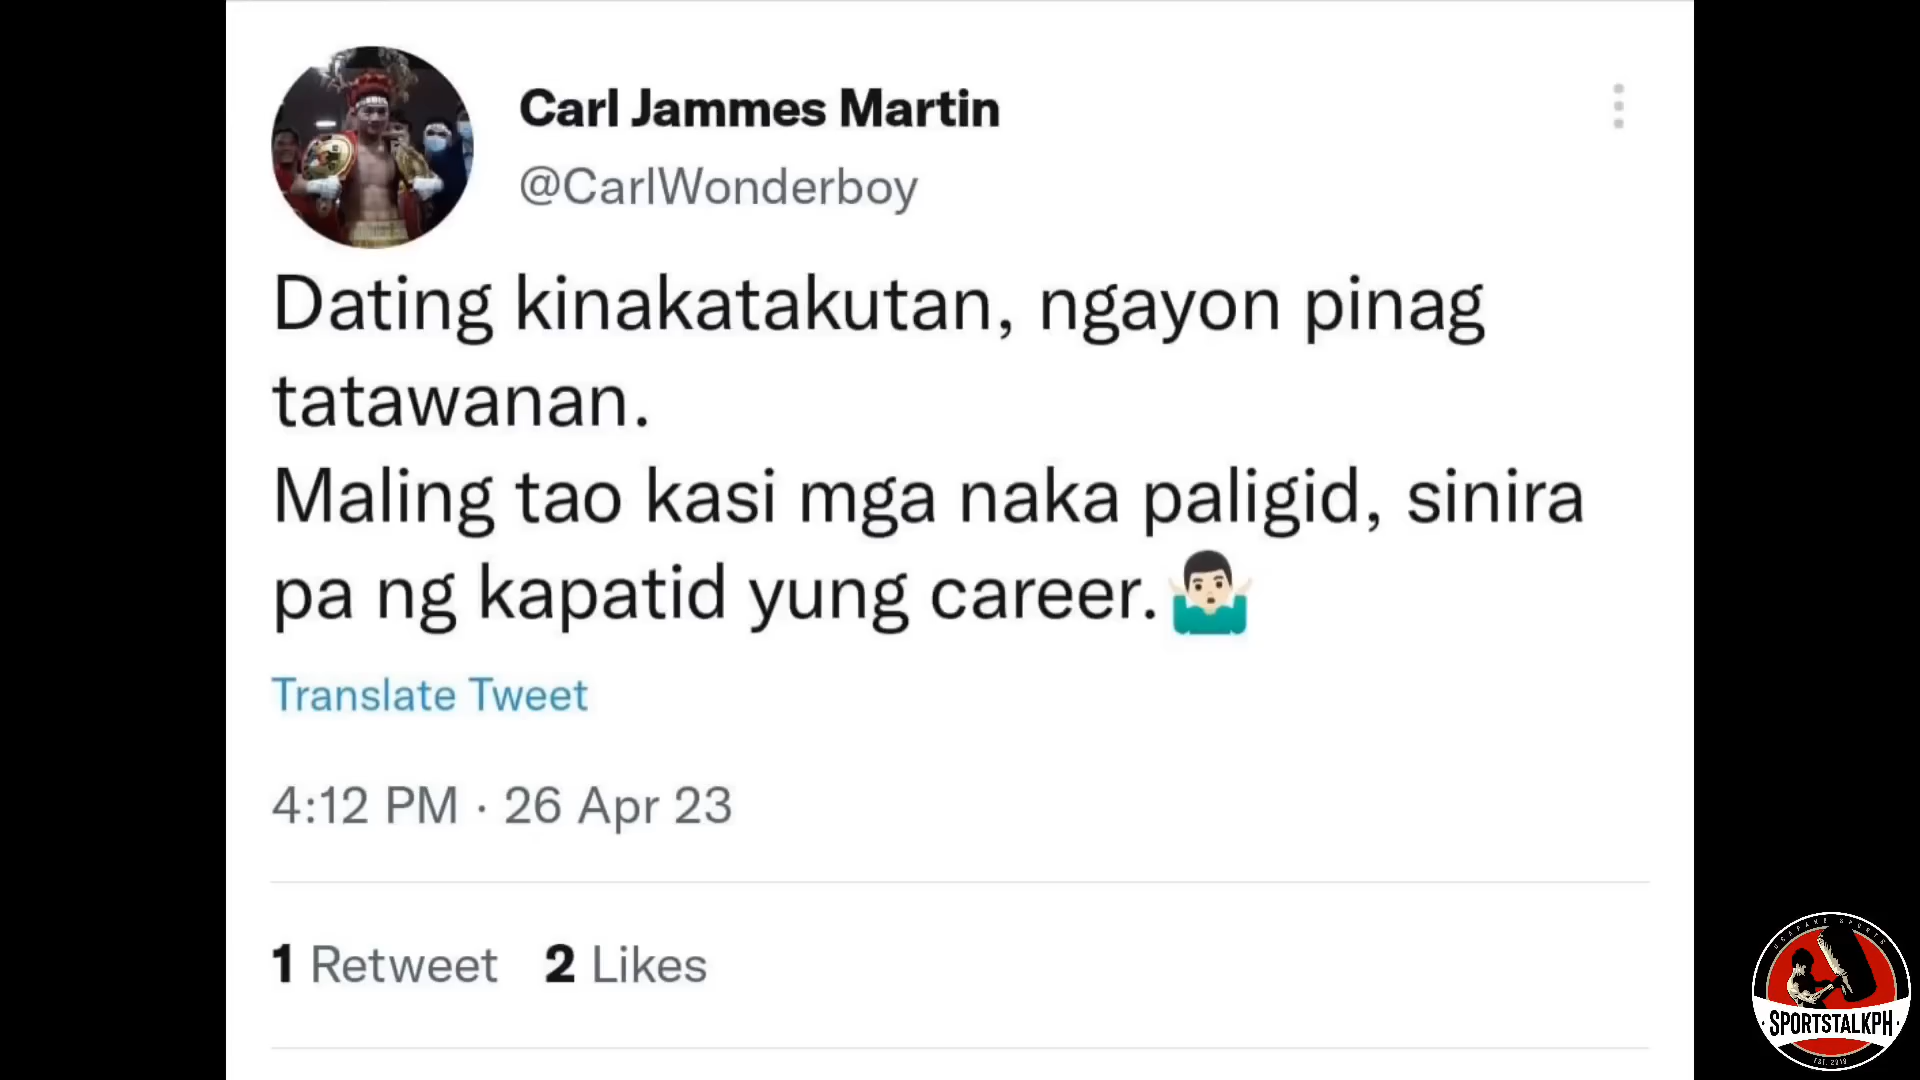 Carl Jammes Martin
@CarlWonderboy
Dating kinakatakutan, ngayon pinag
tatawanan.
Maling tao kasi mga naka paligid, sinira
pa ng kapatid yung career.🤷🏻‍♂️
Translate Tweet
4:12 PM · 26 Apr 23
1 Retweet 2 Likes
·SPORTSTALKPH·